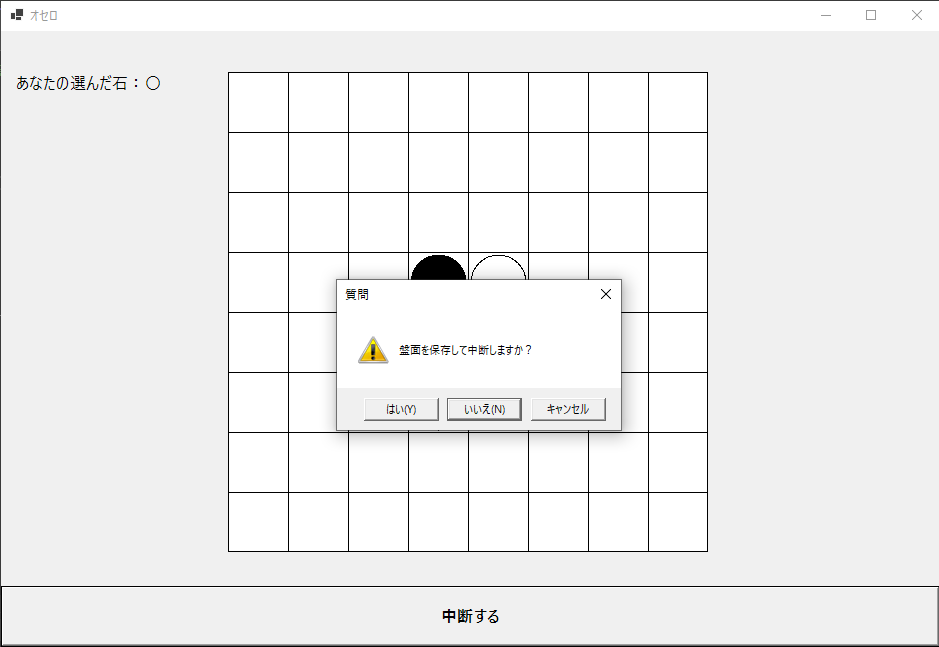 オセロ
あなたの選んだ石：〇
質問
盤面を保存して中断しますか？
はい(Y)
いいえ(N)
キャンセル
中断する